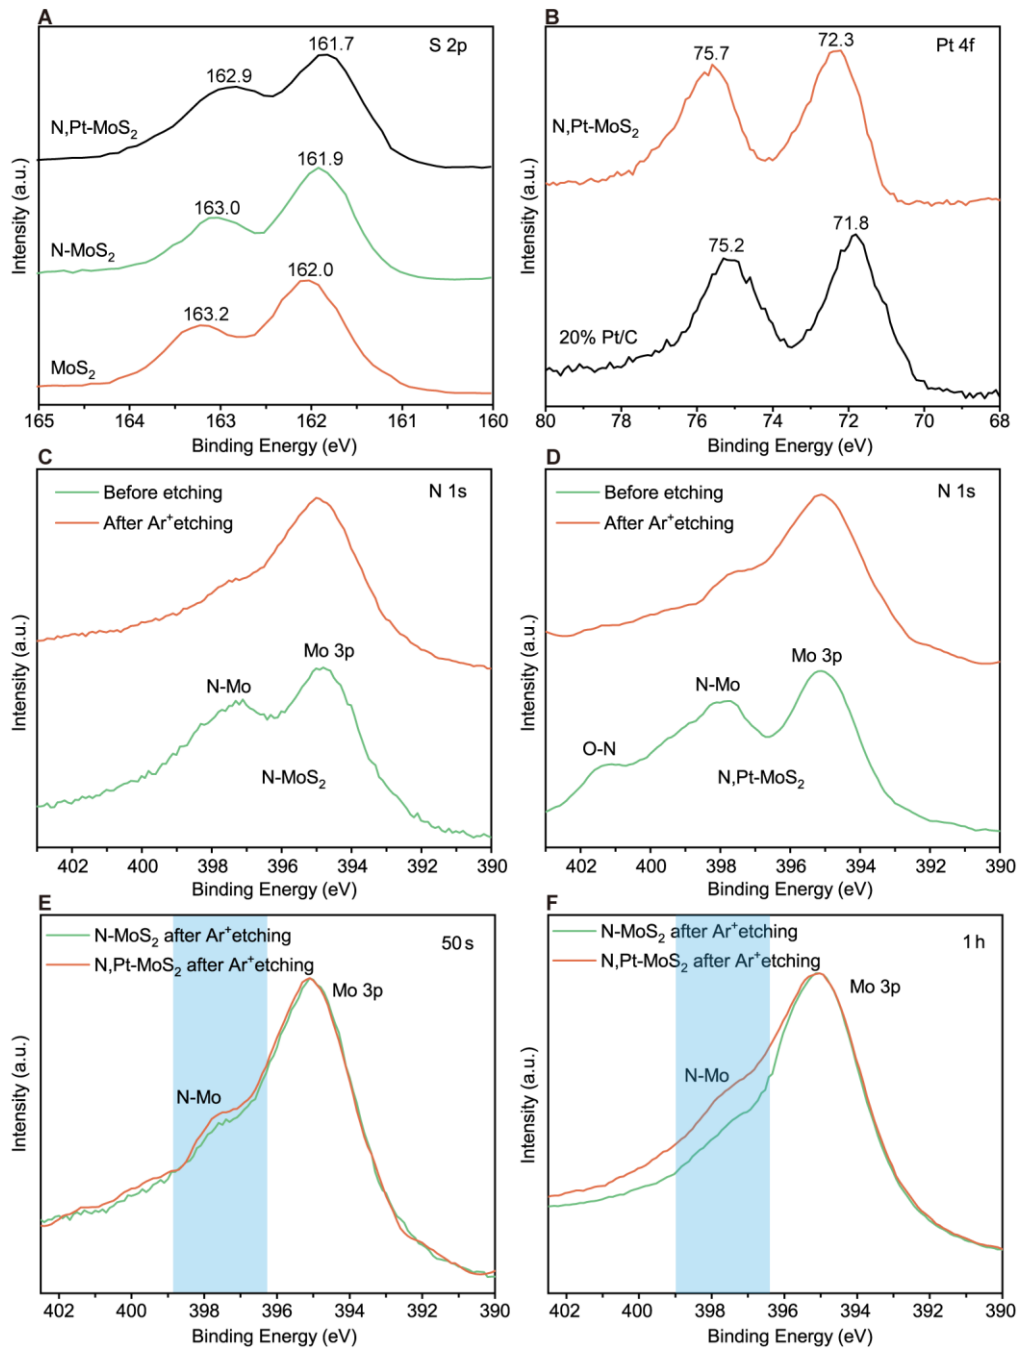 A
S 2p
161.7
162.9
N,Pt-MoS₂
161.9
163.0
N-MoS₂
162.0
163.2
MoS₂
Intensity (a.u.)
165 164 163 162 161 160
Binding Energy (eV)
B
Pt 4f
75.7
72.3
N,Pt-MoS₂
71.8
75.2
20% Pt/C
Intensity (a.u.)
80 78 76 74 72 70 68
Binding Energy (eV)
C
Before etching
After Ar⁺etching
N 1s
Mo 3p
N-Mo
N-MoS₂
Intensity (a.u.)
402 400 398 396 394 392 390
Binding Energy (eV)
D
Before etching
After Ar⁺etching
N 1s
Mo 3p
N-Mo
O-N
N,Pt-MoS₂
Intensity (a.u.)
402 400 398 396 394 392 390
Binding Energy (eV)
E
N-MoS₂ after Ar⁺etching
N,Pt-MoS₂ after Ar⁺etching
50 s
Mo 3p
N-Mo
Intensity (a.u.)
402 400 398 396 394 392 390
Binding Energy (eV)
F
N-MoS₂ after Ar⁺etching
N,Pt-MoS₂ after Ar⁺etching
1 h
Mo 3p
N-Mo
Intensity (a.u.)
402 400 398 396 394 392 390
Binding Energy (eV)